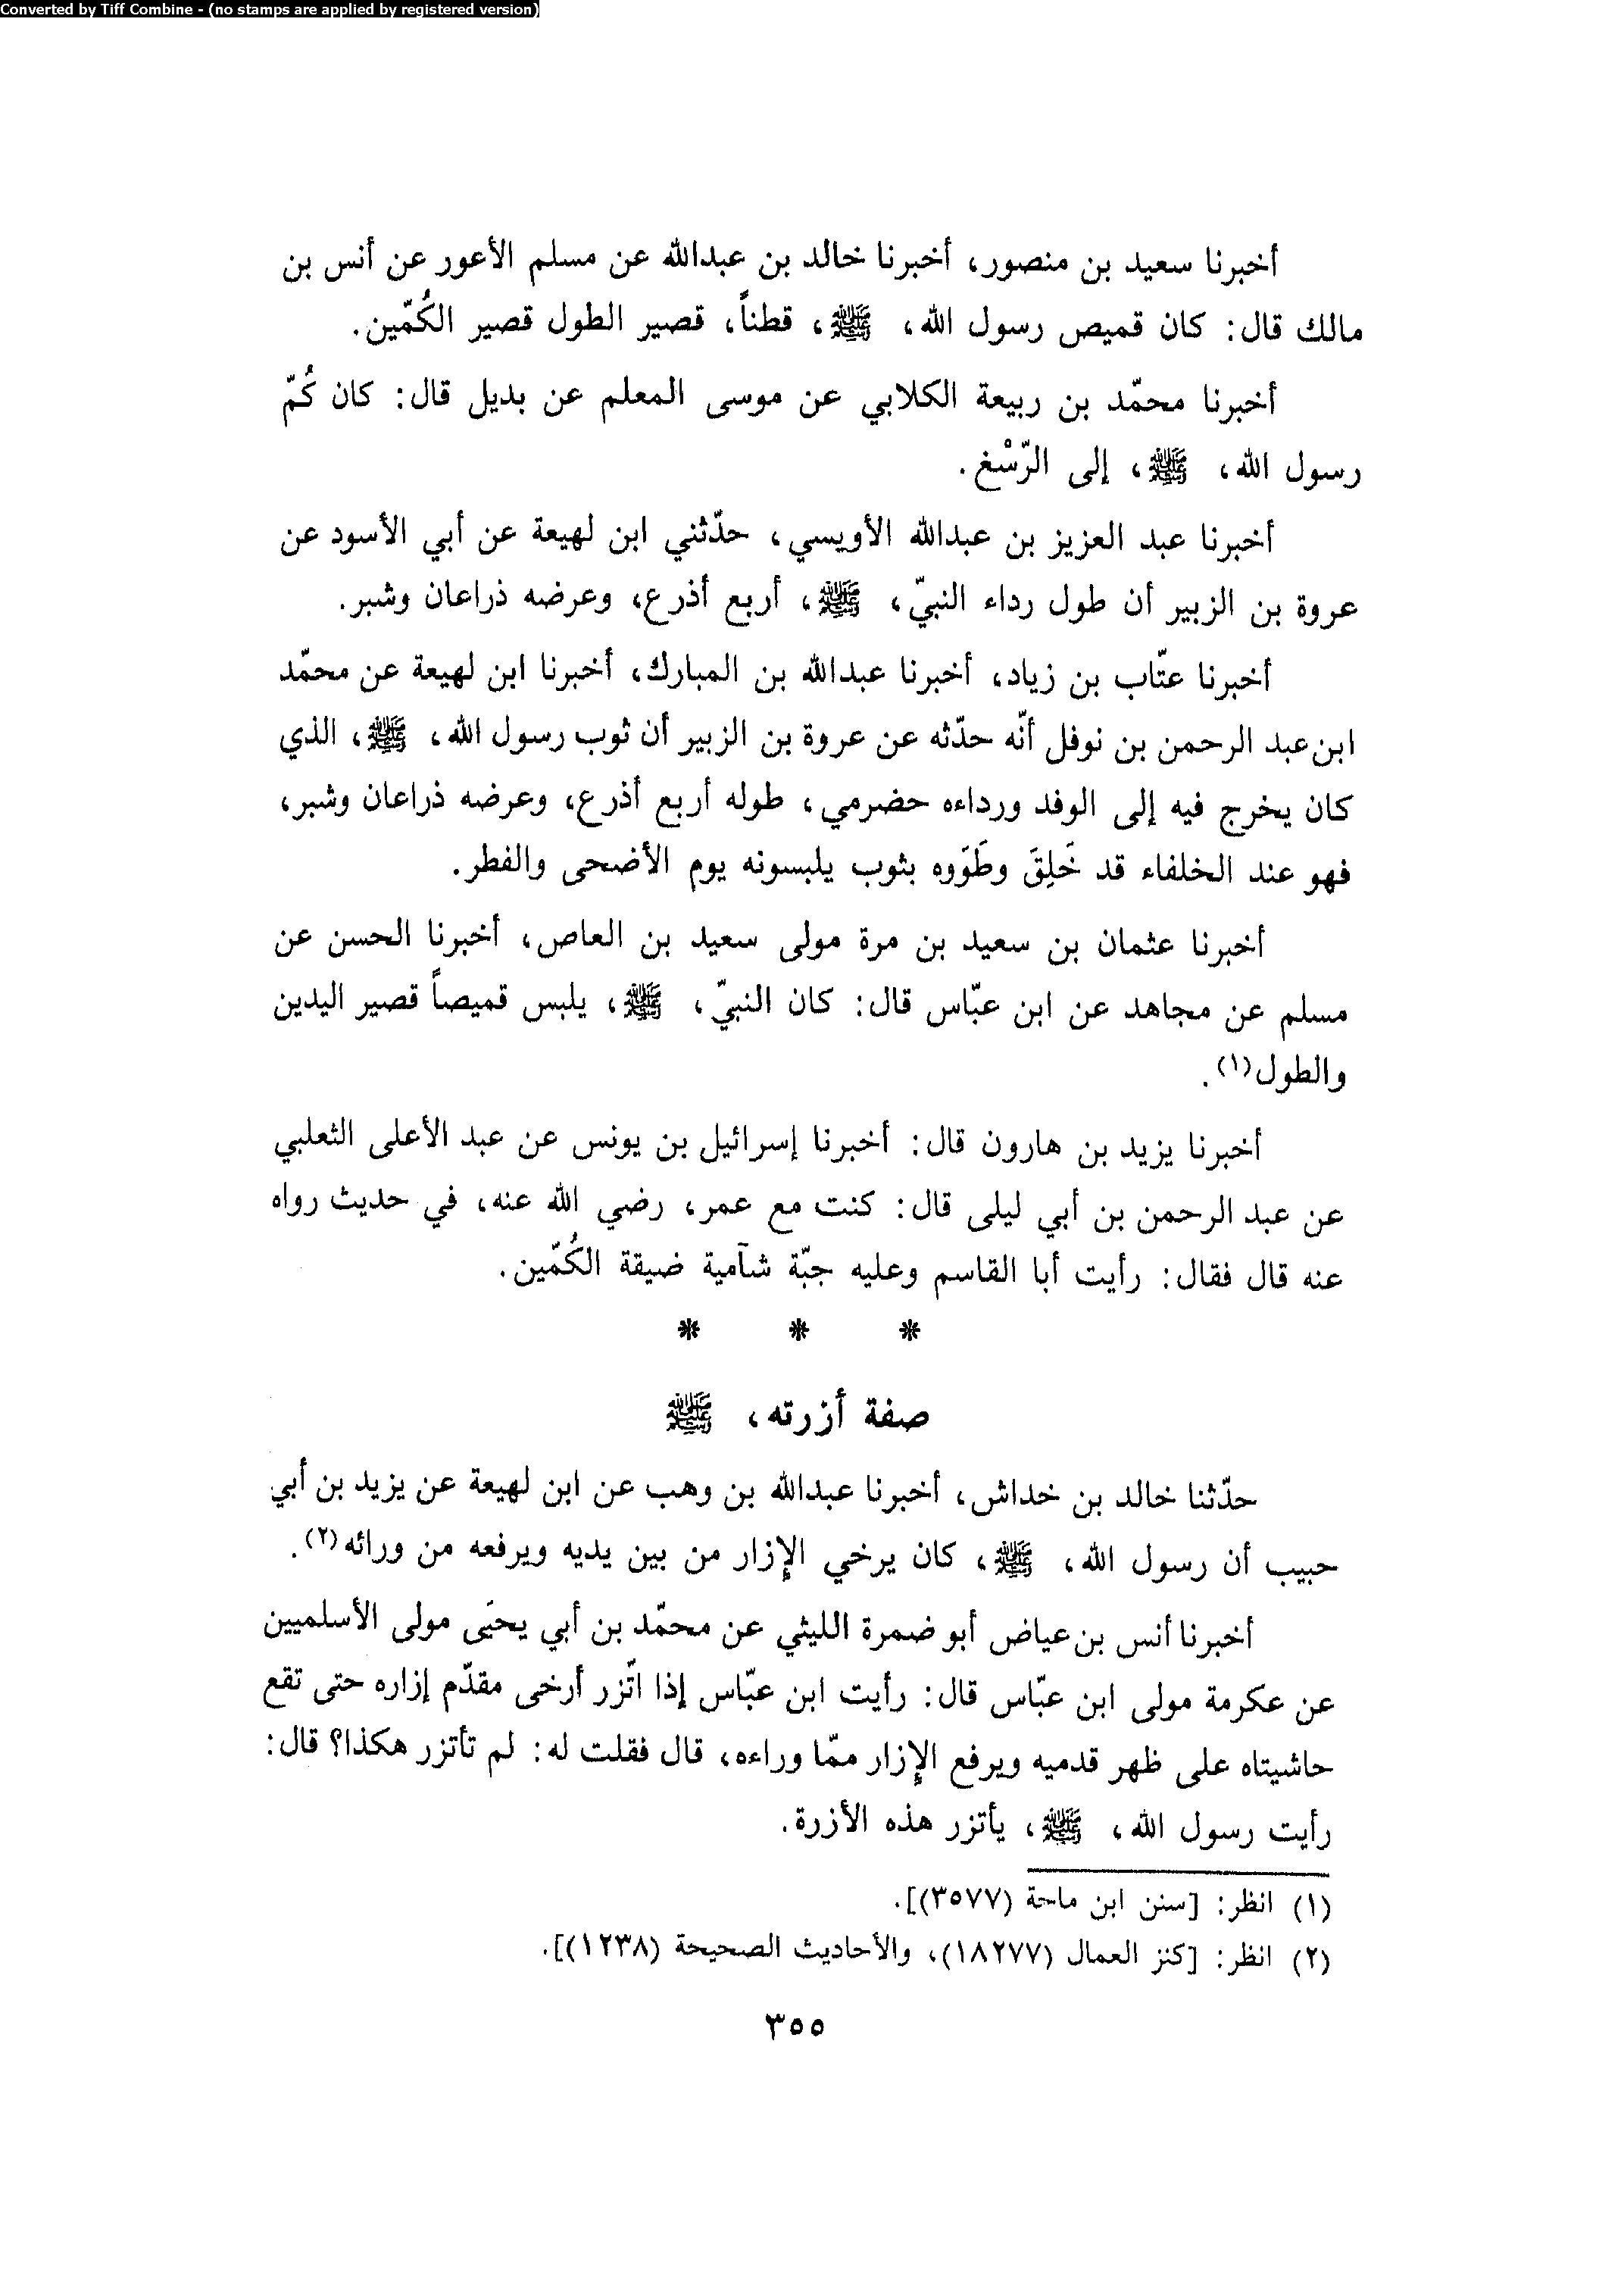 Converted by Tiff Combine - (no stamps are applied by registered version)
أخبرنا سعيد بن منصور، أخبرنا خالد بن عبدالله عن مسلم الأعور عن أنس بن
مالك قال: كان قميص رسول الله، ﷺ، قطناً، قصير الطول قصير الكُمّين.
أخبرنا محمّد بن ربيعة الكلابي عن موسى المعلم عن بديل قال: كان كُمّ
رسول الله، ﷺ، إلى الرّسْغ.
أخبرنا عبد العزيز بن عبدالله الأويسي، حدّثني ابن لهيعة عن أبي الأسود عن
عروة بن الزبير أن طول رداء النبيّ، ﷺ، أربع أذرع، وعرضه ذراعان وشبر.
أخبرنا عتّاب بن زياد، أخبرنا عبدالله بن المبارك، أخبرنا ابن لهيعة عن محمّد
ابن عبد الرحمن بن نوفل أنّه حدّثه عن عروة بن الزبير أن ثوب رسول الله، ﷺ، الذي
كان يخرج فيه إلى الوفد ورداءه حضرمي، طوله أربع أذرع، وعرضه ذراعان وشبر،
فهو عند الخلفاء قد خَلِقَ وطَوَوه بثوب يلبسونه يوم الأضحى والفطر.
أخبرنا عثمان بن سعيد بن مرة مولى سعيد بن العاص، أخبرنا الحسن عن
مسلم عن مجاهد عن ابن عبّاس قال: كان النبيّ، ﷺ، يلبس قميصاً قصير اليدين
والطول(١).
أخبرنا يزيد بن هارون قال: أخبرنا إسرائيل بن يونس عن عبد الأعلى الثعلبي
عن عبد الرحمن بن أبي ليلى قال: كنت مع عمر، رضي الله عنه، في حديث رواه
عنه قال فقال: رأيت أبا القاسم وعليه جبّة شآمية ضيقة الكُمّين.
* * *
صفة أزرته، ﷺ
حدّثنا خالد بن خداش، أخبرنا عبدالله بن وهب عن ابن لهيعة عن يزيد بن أبي
حبيب أن رسول الله، ﷺ، كان يرخي الإزار من بين يديه ويرفعه من ورائه(٢).
أخبرنا أنس بن عياض أبو ضمرة الليثي عن محمّد بن أبي يحيَى مولى الأسلميين
عن عكرمة مولى ابن عبّاس قال: رأيت ابن عبّاس إذا اتّزر أرخى مقدّم إزاره حتى تقع
حاشيتاه على ظهر قدميه ويرفع الإزار ممّا وراءه، قال فقلت له: لم تأتزر هكذا؟ قال:
رأيت رسول الله، ﷺ، يأتزر هذه الأزرة.
(١) انظر: [سنن ابن ماجة (٣٥٧٧)].
(٢) انظر: [كنز العمال (١٨٢٧٧)، والأحاديث الصحيحة (١٢٣٨)].
٣٥٥